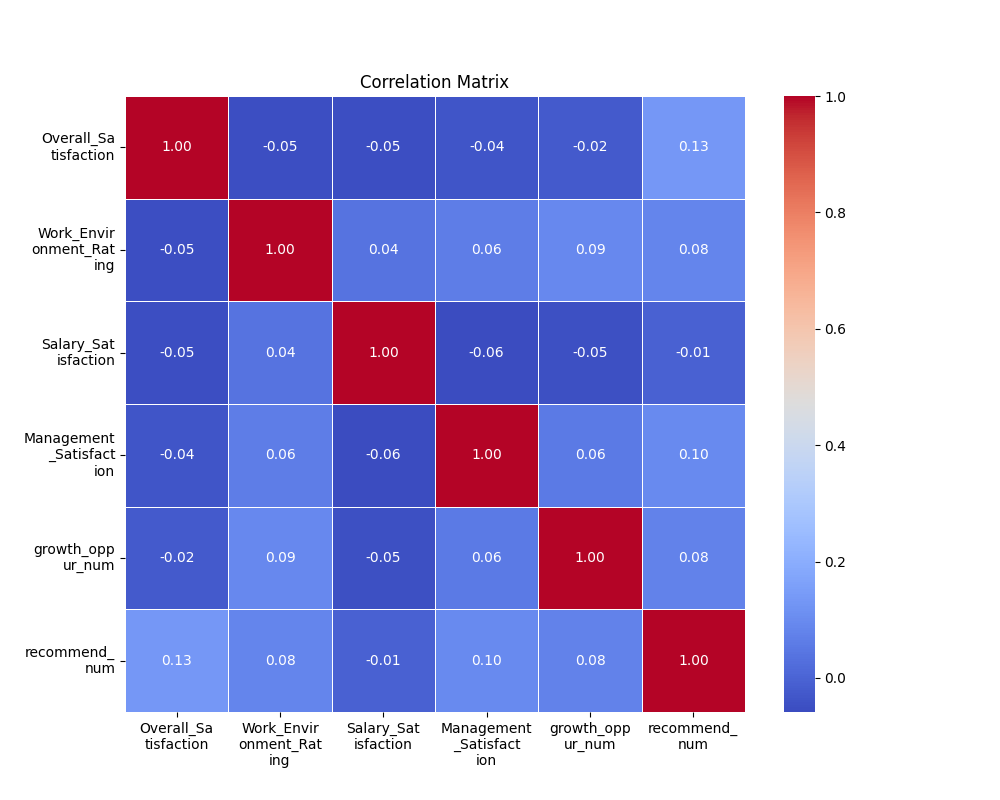 Correlation Matrix
Overall_Sa
tisfaction
1.00 -0.05 -0.05 -0.04 -0.02 0.13
Work_Envir
onment_Rat
ing
-0.05 1.00 0.04 0.06 0.09 0.08
Salary_Sat
isfaction
-0.05 0.04 1.00 -0.06 -0.05 -0.01
Management
_Satisfact
ion
-0.04 0.06 -0.06 1.00 0.06 0.10
growth_opp
ur_num
-0.02 0.09 -0.05 0.06 1.00 0.08
recommend_
num
0.13 0.08 -0.01 0.10 0.08 1.00
Overall_Sa
tisfaction
Work_Envir
onment_Rat
ing
Salary_Sat
isfaction
Management
_Satisfact
ion
growth_opp
ur_num
recommend_
num
1.0
0.8
0.6
0.4
0.2
0.0